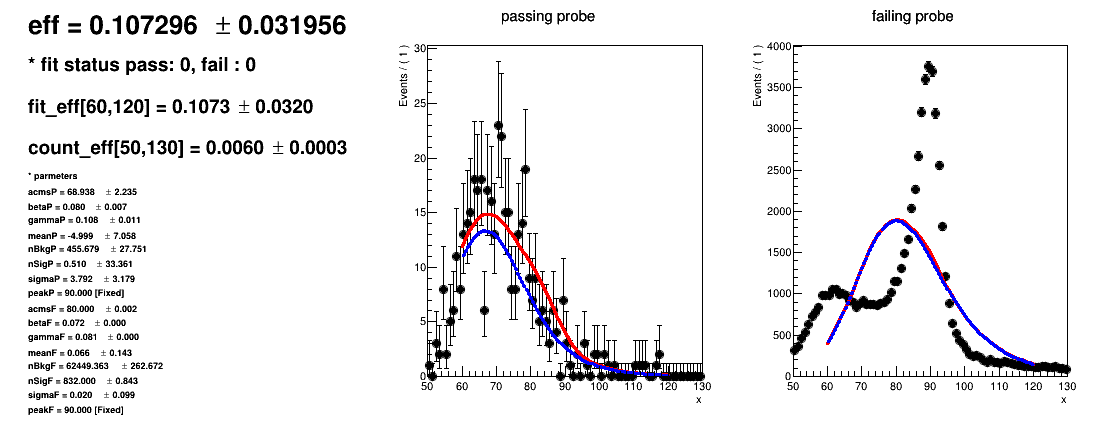 eff = 0.107296 ± 0.031956
* fit status pass: 0, fail : 0
fit_eff[60,120] = 0.1073 ± 0.0320
count_eff[50,130] = 0.0060 ± 0.0003
* parmeters
acmsP = 68.938 ± 2.235
betaP = 0.080 ± 0.007
gammaP = 0.108 ± 0.011
meanP = -4.999 ± 7.058
nBkgP = 455.679 ± 27.751
nSigP = 0.510 ± 33.361
sigmaP = 3.792 ± 3.179
peakP = 90.000 [Fixed]
acmsF = 80.000 ± 0.002
betaF = 0.072 ± 0.000
gammaF = 0.081 ± 0.000
meanF = 0.066 ± 0.143
nBkgF = 62449.363 ± 262.672
nSigF = 832.000 ± 0.843
sigmaF = 0.020 ± 0.099
peakF = 90.000 [Fixed]
passing probe
Events / ( 1 )
30
25
20
15
10
5
0
50 60 70 80 90 100 110 120 130
x
failing probe
Events / ( 1 )
4000
3500
3000
2500
2000
1500
1000
500
0
50 60 70 80 90 100 110 120 130
x